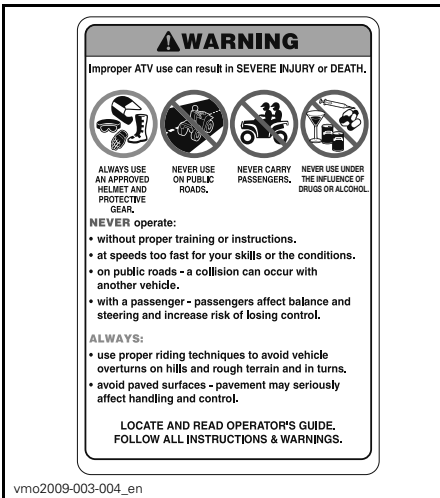 WARNING
Improper ATV use can result in SEVERE INJURY or DEATH.
ALWAYS USE
AN APPROVED
HELMET AND
PROTECTIVE
GEAR.
NEVER USE
ON PUBLIC
ROADS.
NEVER CARRY
PASSENGERS.
NEVER USE UNDER
THE INFLUENCE OF
DRUGS OR ALCOHOL.
NEVER operate:
• without proper training or instructions.
• at speeds too fast for your skills or the conditions.
• on public roads - a collision can occur with
another vehicle.
• with a passenger - passengers affect balance and
steering and increase risk of losing control.
ALWAYS:
• use proper riding techniques to avoid vehicle
overturns on hills and rough terrain and in turns.
• avoid paved surfaces - pavement may seriously
affect handling and control.
LOCATE AND READ OPERATOR'S GUIDE.
FOLLOW ALL INSTRUCTIONS & WARNINGS.
vmo2009-003-004_en